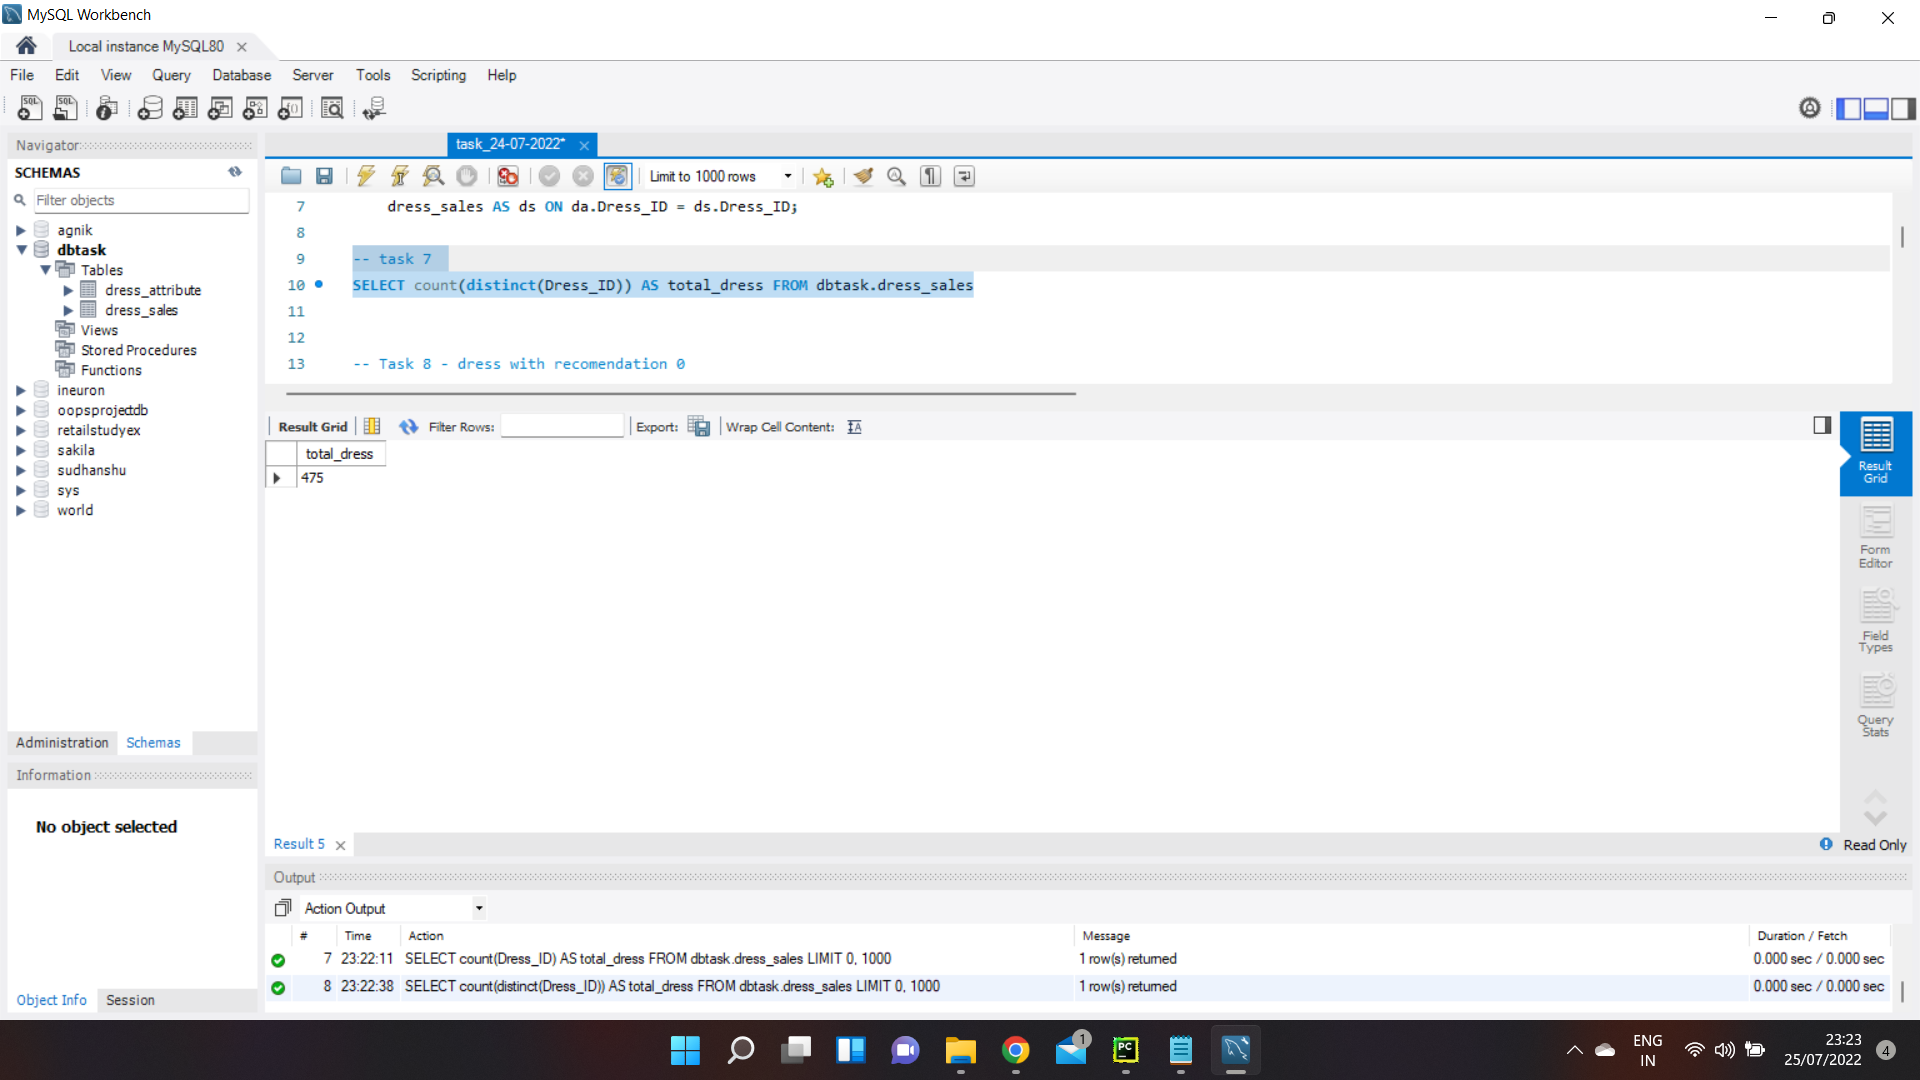 MySQL Workbench
Local instance MySQL80
File Edit View Query Database Server Tools Scripting Help
Navigator
SCHEMAS
Filter objects
agnik
dbtask
Tables
dress_attribute
dress_sales
Views
Stored Procedures
Functions
ineuron
oopsprojectdb
retailstudyex
sakila
sudhanshu
sys
world
Administration Schemas
Information
No object selected
Object Info Session
task_24-07-2022*
Limit to 1000 rows
7 dress_sales AS ds ON da.Dress_ID = ds.Dress_ID;
8
9 -- task 7
10 SELECT count(distinct(Dress_ID)) AS total_dress FROM dbtask.dress_sales
11
12
13 -- Task 8 - dress with recomendation 0
Result Grid Filter Rows: Export: Wrap Cell Content:
total_dress
475
Result Grid
Form Editor
Field Types
Query Stats
Result 5
Read Only
Output
Action Output
# Time Action Message Duration / Fetch
7 23:22:11 SELECT count(Dress_ID) AS total_dress FROM dbtask.dress_sales LIMIT 0, 1000 1 row(s) returned 0.000 sec / 0.000 sec
8 23:22:38 SELECT count(distinct(Dress_ID)) AS total_dress FROM dbtask.dress_sales LIMIT 0, 1000 1 row(s) returned 0.000 sec / 0.000 sec
1
PC
ENG
IN
23:23
25/07/2022
4